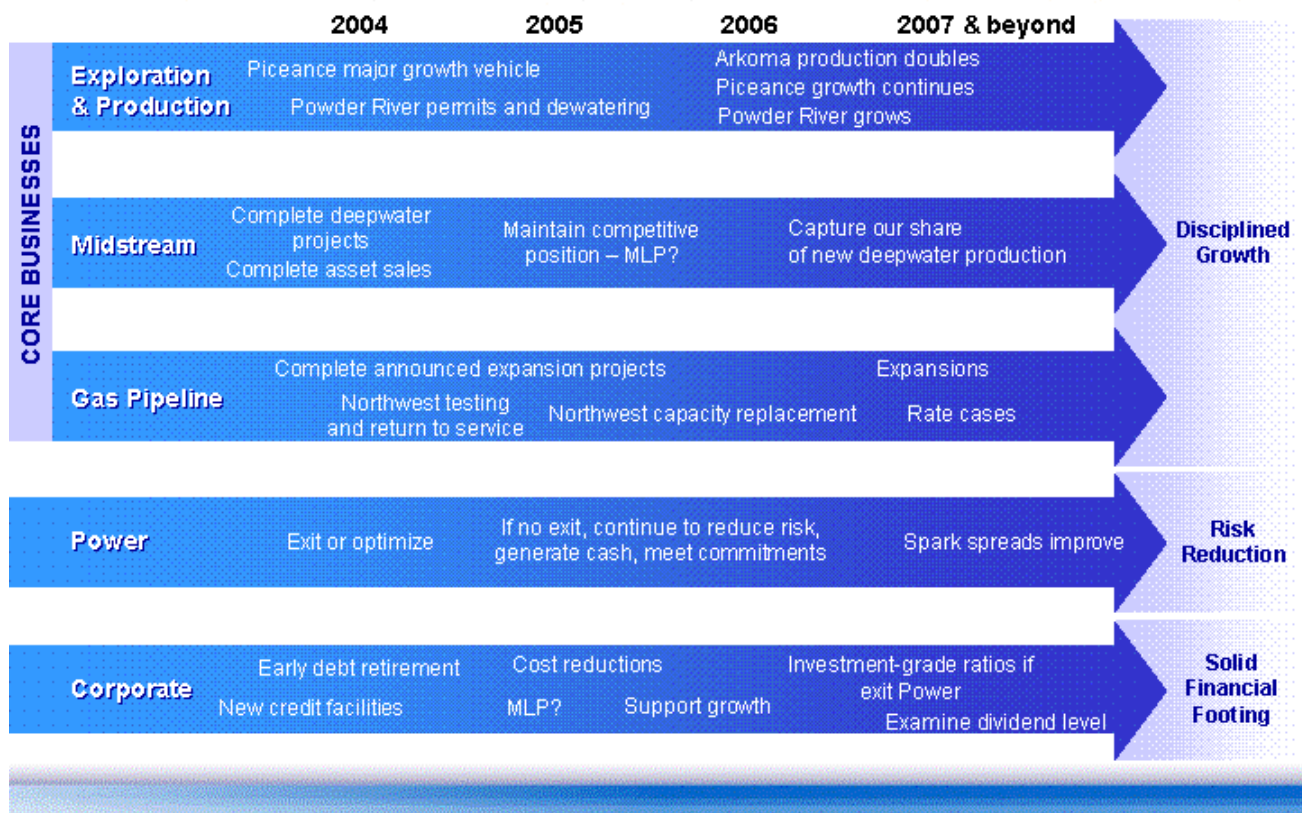 2004 2005 2006 2007 & beyond
CORE BUSINESSES
Exploration
& Production
Piceance major growth vehicle
Powder River permits and dewatering
Arkoma production doubles
Piceance growth continues
Powder River grows
Midstream
Complete deepwater
projects
Complete asset sales
Maintain competitive
position – MLP?
Capture our share
of new deepwater production
Disciplined
Growth
Gas Pipeline
Complete announced expansion projects
Northwest testing
and return to service
Northwest capacity replacement
Expansions
Rate cases
Power
Exit or optimize
If no exit, continue to reduce risk,
generate cash, meet commitments
Spark spreads improve
Risk
Reduction
Corporate
Early debt retirement
New credit facilities
Cost reductions
MLP?
Support growth
Investment-grade ratios if
exit Power
Examine dividend level
Solid
Financial
Footing